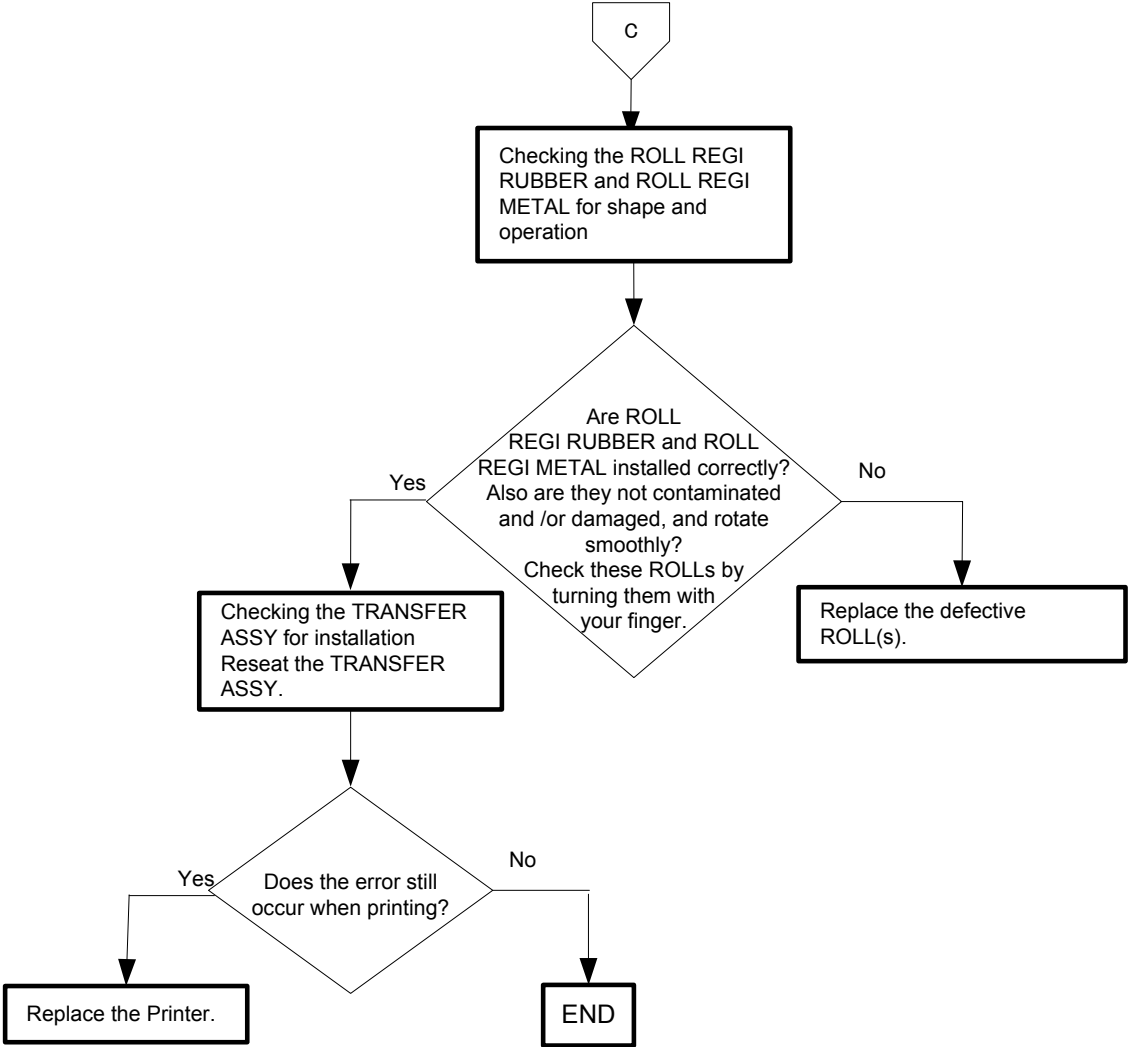 C
Checking the ROLL REGI
RUBBER and ROLL REGI
METAL for shape and
operation
Are ROLL
REGI RUBBER and ROLL
REGI METAL installed correctly?
Also are they not contaminated
and /or damaged, and rotate
smoothly?
Check these ROLLs by
turning them with
your finger.
Yes
No
Checking the TRANSFER
ASSY for installation
Reseat the TRANSFER
ASSY.
Replace the defective
ROLL(s).
Does the error still
occur when printing?
Yes
No
Replace the Printer.
END